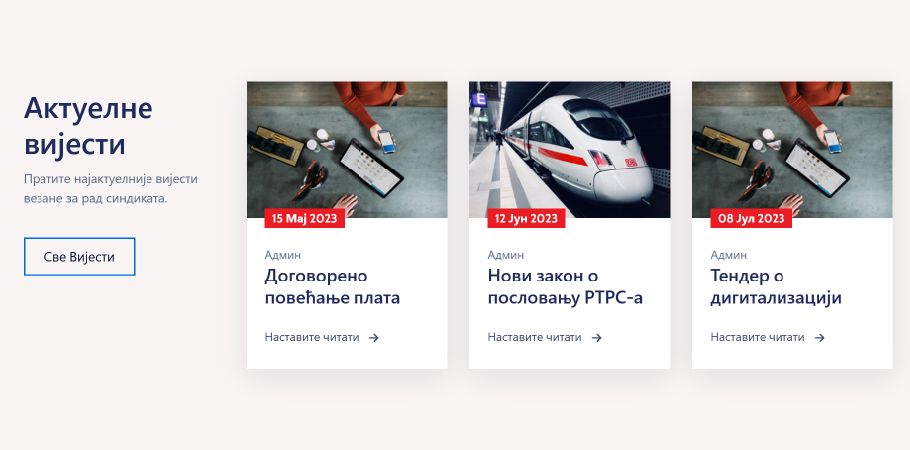 Актуелне
вијести
Пратите најактуелније вијести
везане за рад синдиката.
Све Вијести
E
DB
15 Мај 2023
Админ
Договорено
повећање плата
Наставите читати
12 Јун 2023
Админ
Нови закон о
пословању РТРС-а
Наставите читати
08 Јул 2023
Админ
Тендер о
дигитализацији
Наставите читати